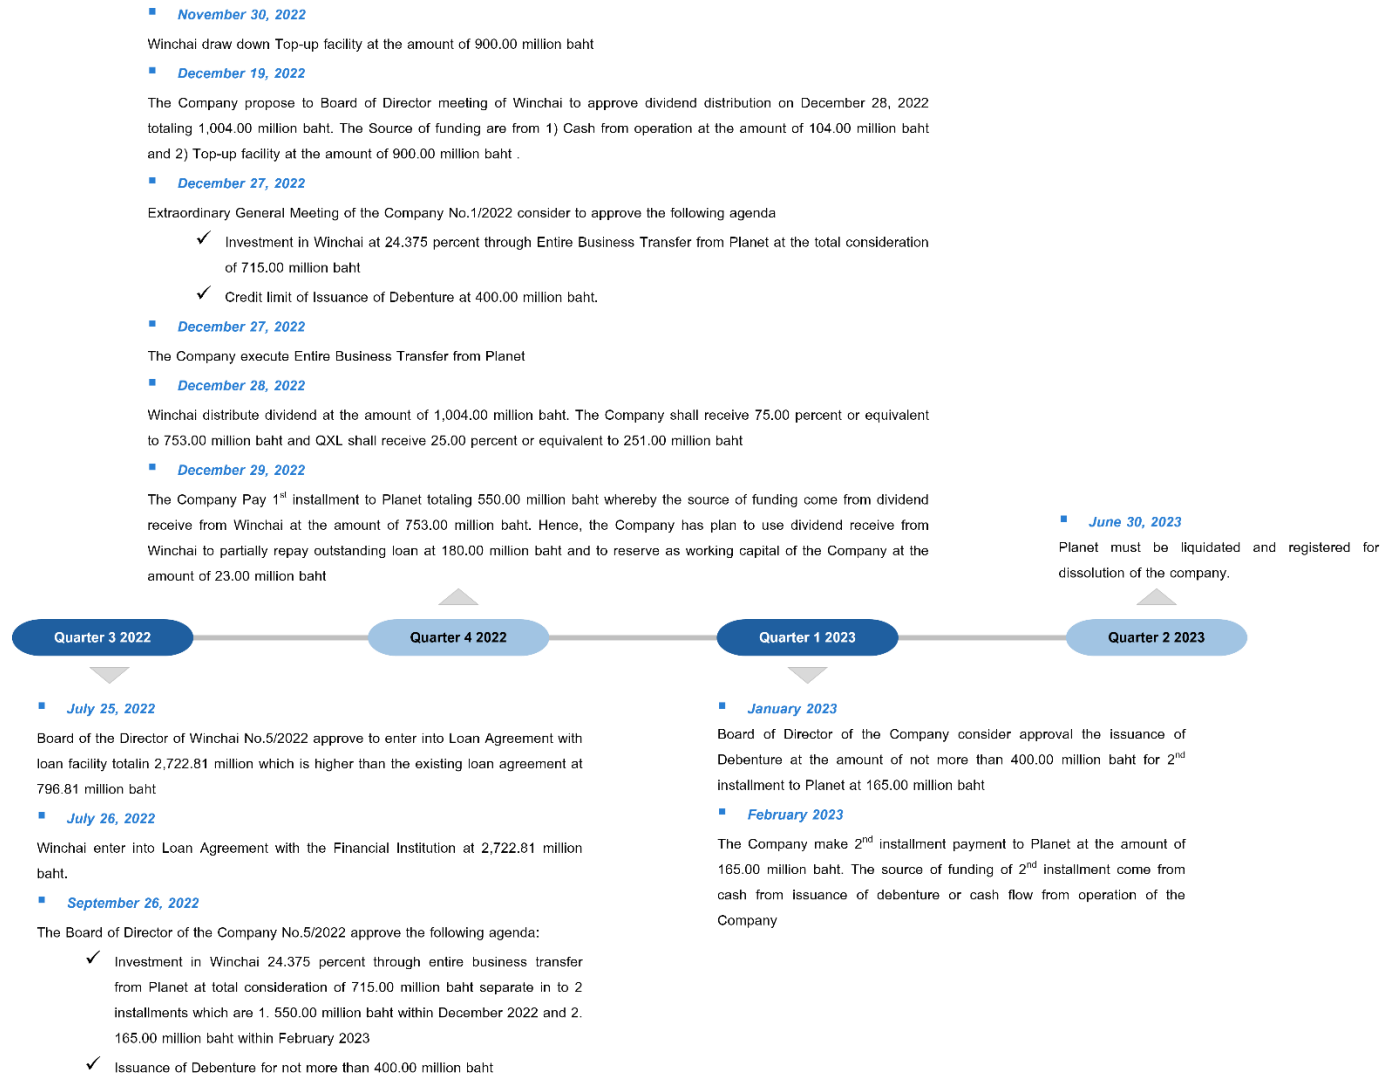 November 30, 2022
Winchai draw down Top-up facility at the amount of 900.00 million baht
December 19, 2022
The Company propose to Board of Director meeting of Winchai to approve dividend distribution on December 28, 2022
totaling 1,004.00 million baht. The Source of funding are from 1) Cash from operation at the amount of 104.00 million baht
and 2) Top-up facility at the amount of 900.00 million baht .
December 27, 2022
Extraordinary General Meeting of the Company No.1/2022 consider to approve the following agenda
✓ Investment in Winchai at 24.375 percent through Entire Business Transfer from Planet at the total consideration
of 715.00 million baht
✓ Credit limit of Issuance of Debenture at 400.00 million baht.
December 27, 2022
The Company execute Entire Business Transfer from Planet
December 28, 2022
Winchai distribute dividend at the amount of 1,004.00 million baht. The Company shall receive 75.00 percent or equivalent
to 753.00 million baht and QXL shall receive 25.00 percent or equivalent to 251.00 million baht
December 29, 2022
The Company Pay 1st installment to Planet totaling 550.00 million baht whereby the source of funding come from dividend
receive from Winchai at the amount of 753.00 million baht. Hence, the Company has plan to use dividend receive from
Winchai to partially repay outstanding loan at 180.00 million baht and to reserve as working capital of the Company at the
amount of 23.00 million baht
June 30, 2023
Planet must be liquidated and registered for
dissolution of the company.
Quarter 3 2022
Quarter 4 2022
Quarter 1 2023
Quarter 2 2023
July 25, 2022
Board of the Director of Winchai No.5/2022 approve to enter into Loan Agreement with
loan facility totalin 2,722.81 million which is higher than the existing loan agreement at
796.81 million baht
July 26, 2022
Winchai enter into Loan Agreement with the Financial Institution at 2,722.81 million
baht.
September 26, 2022
The Board of Director of the Company No.5/2022 approve the following agenda:
✓ Investment in Winchai 24.375 percent through entire business transfer
from Planet at total consideration of 715.00 million baht separate in to 2
installments which are 1. 550.00 million baht within December 2022 and 2.
165.00 million baht within February 2023
✓ Issuance of Debenture for not more than 400.00 million baht
January 2023
Board of Director of the Company consider approval the issuance of
Debenture at the amount of not more than 400.00 million baht for 2nd
installment to Planet at 165.00 million baht
February 2023
The Company make 2nd installment payment to Planet at the amount of
165.00 million baht. The source of funding of 2nd installment come from
cash from issuance of debenture or cash flow from operation of the
Company